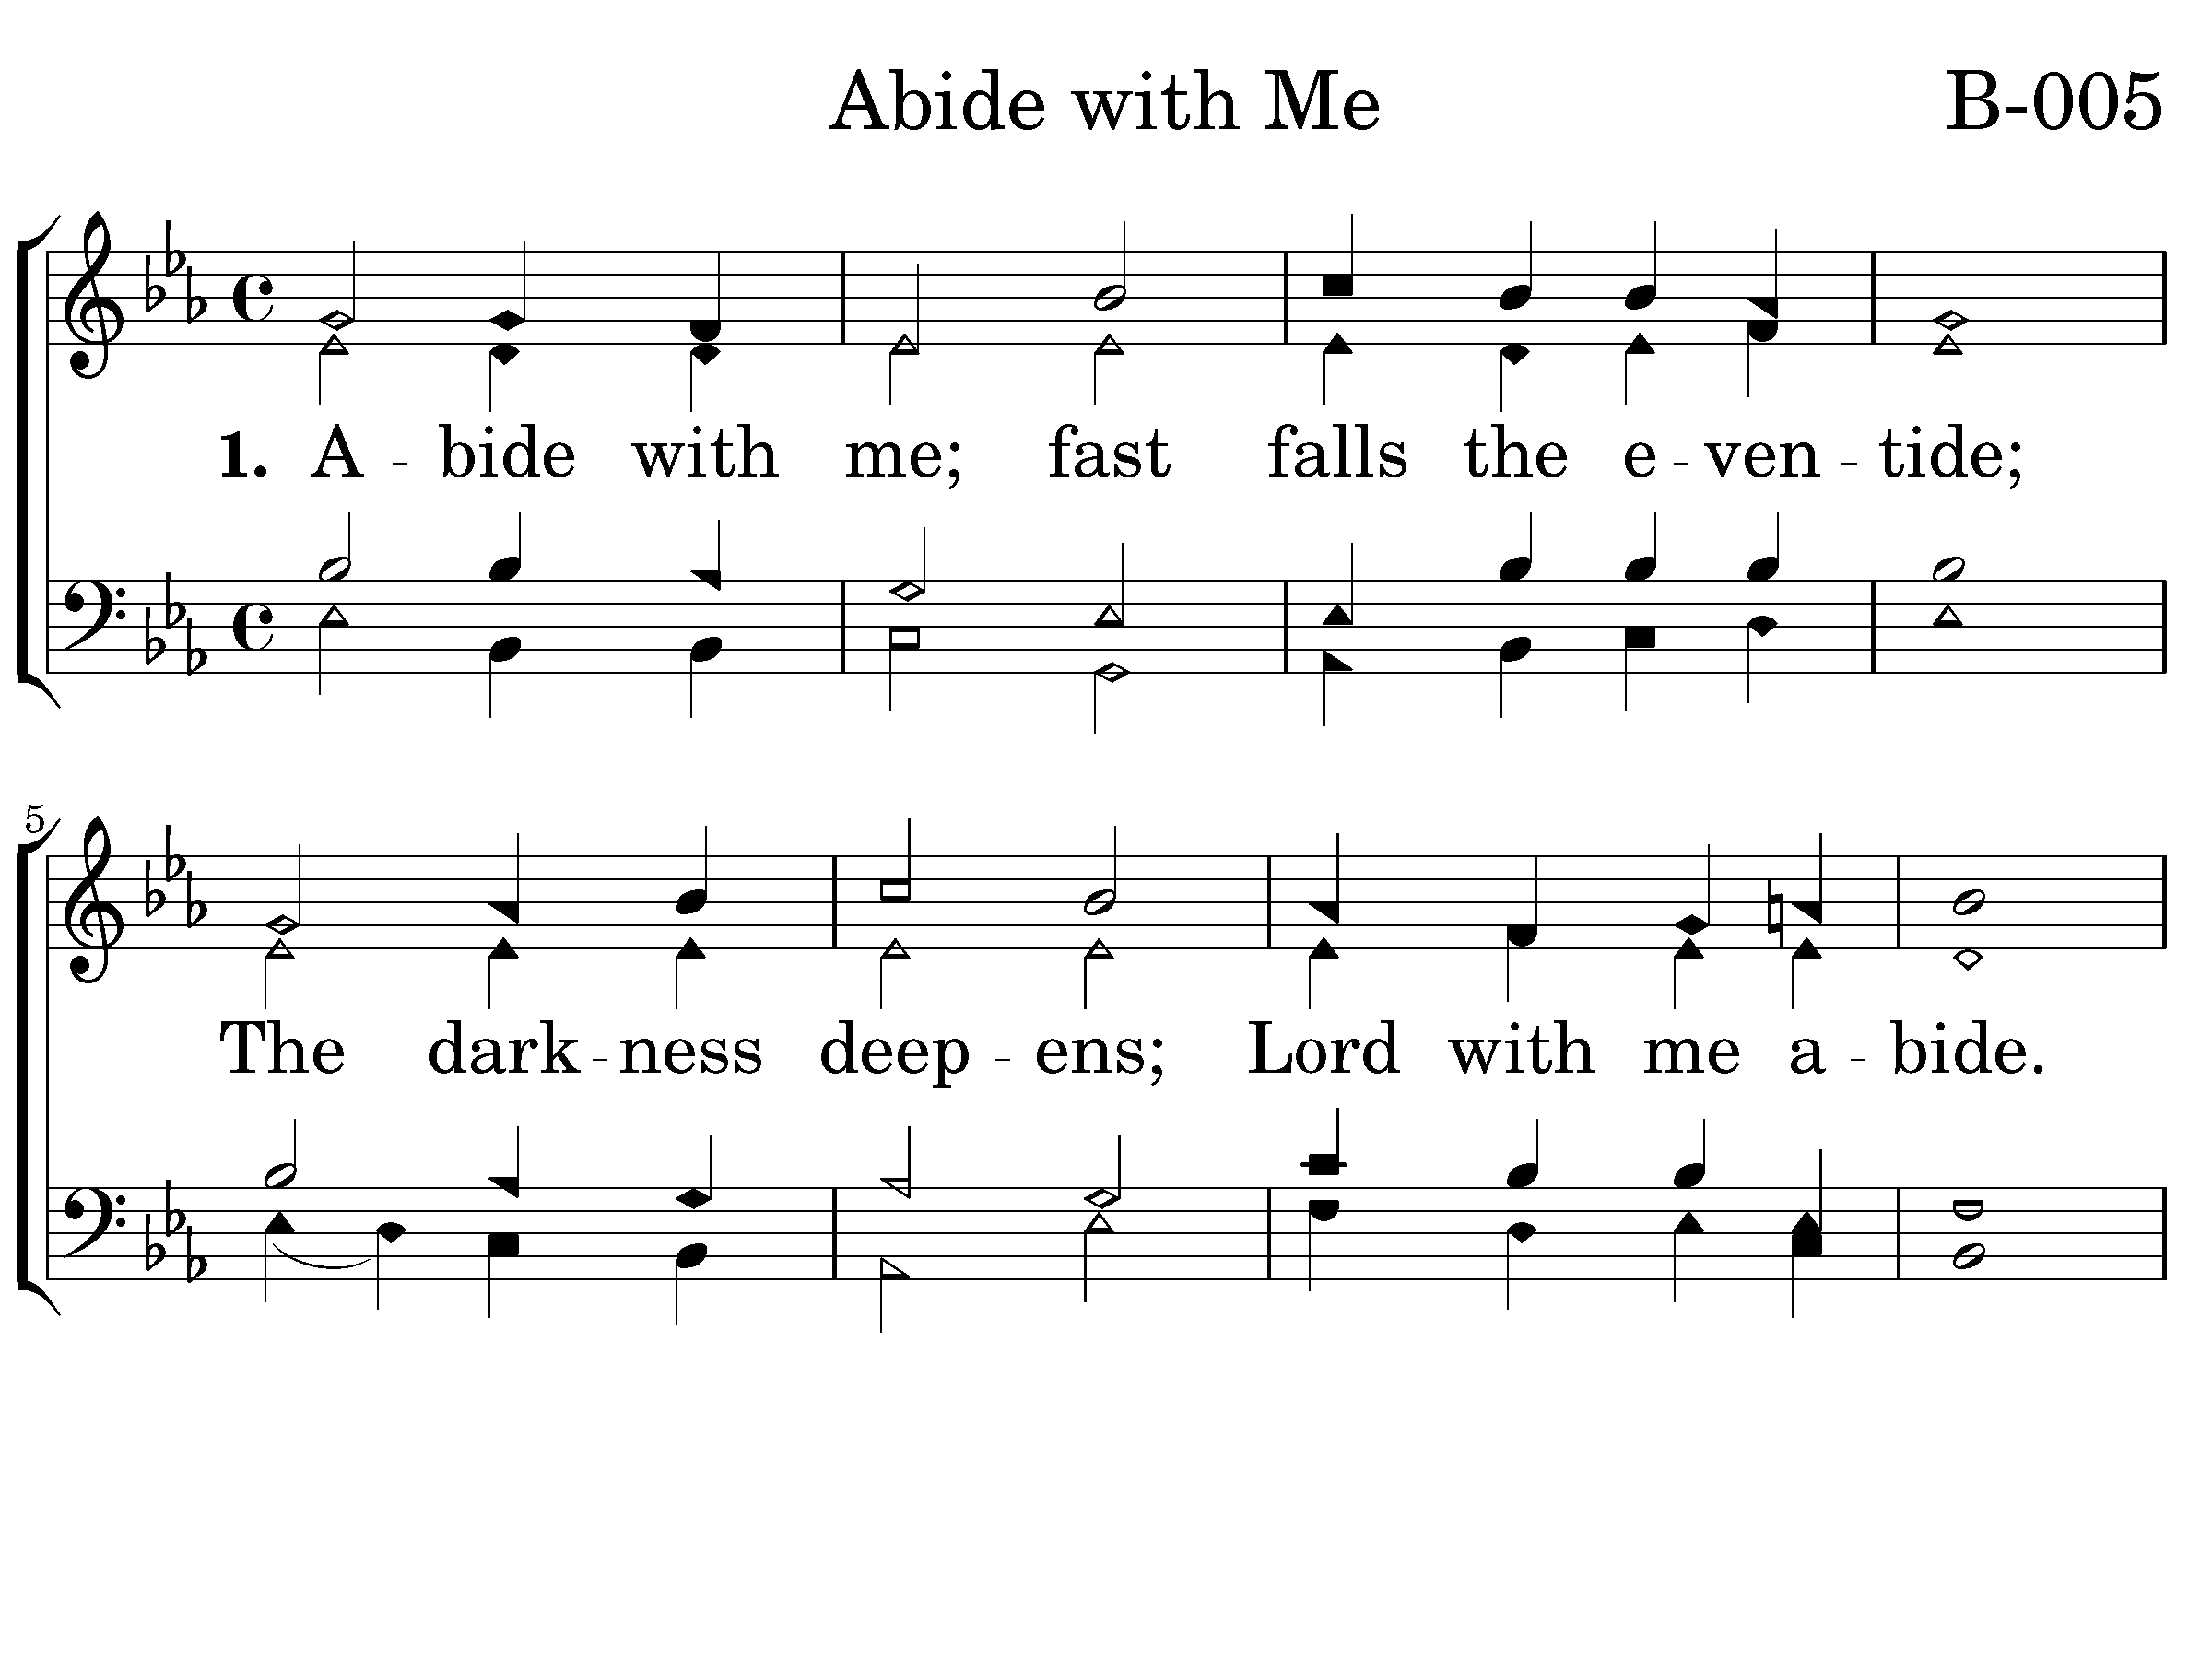 Abide with Me B-005
1. A - bide with me; fast falls the e - ven - tide;
5
The dark - ness deep - ens; Lord with me a - bide.